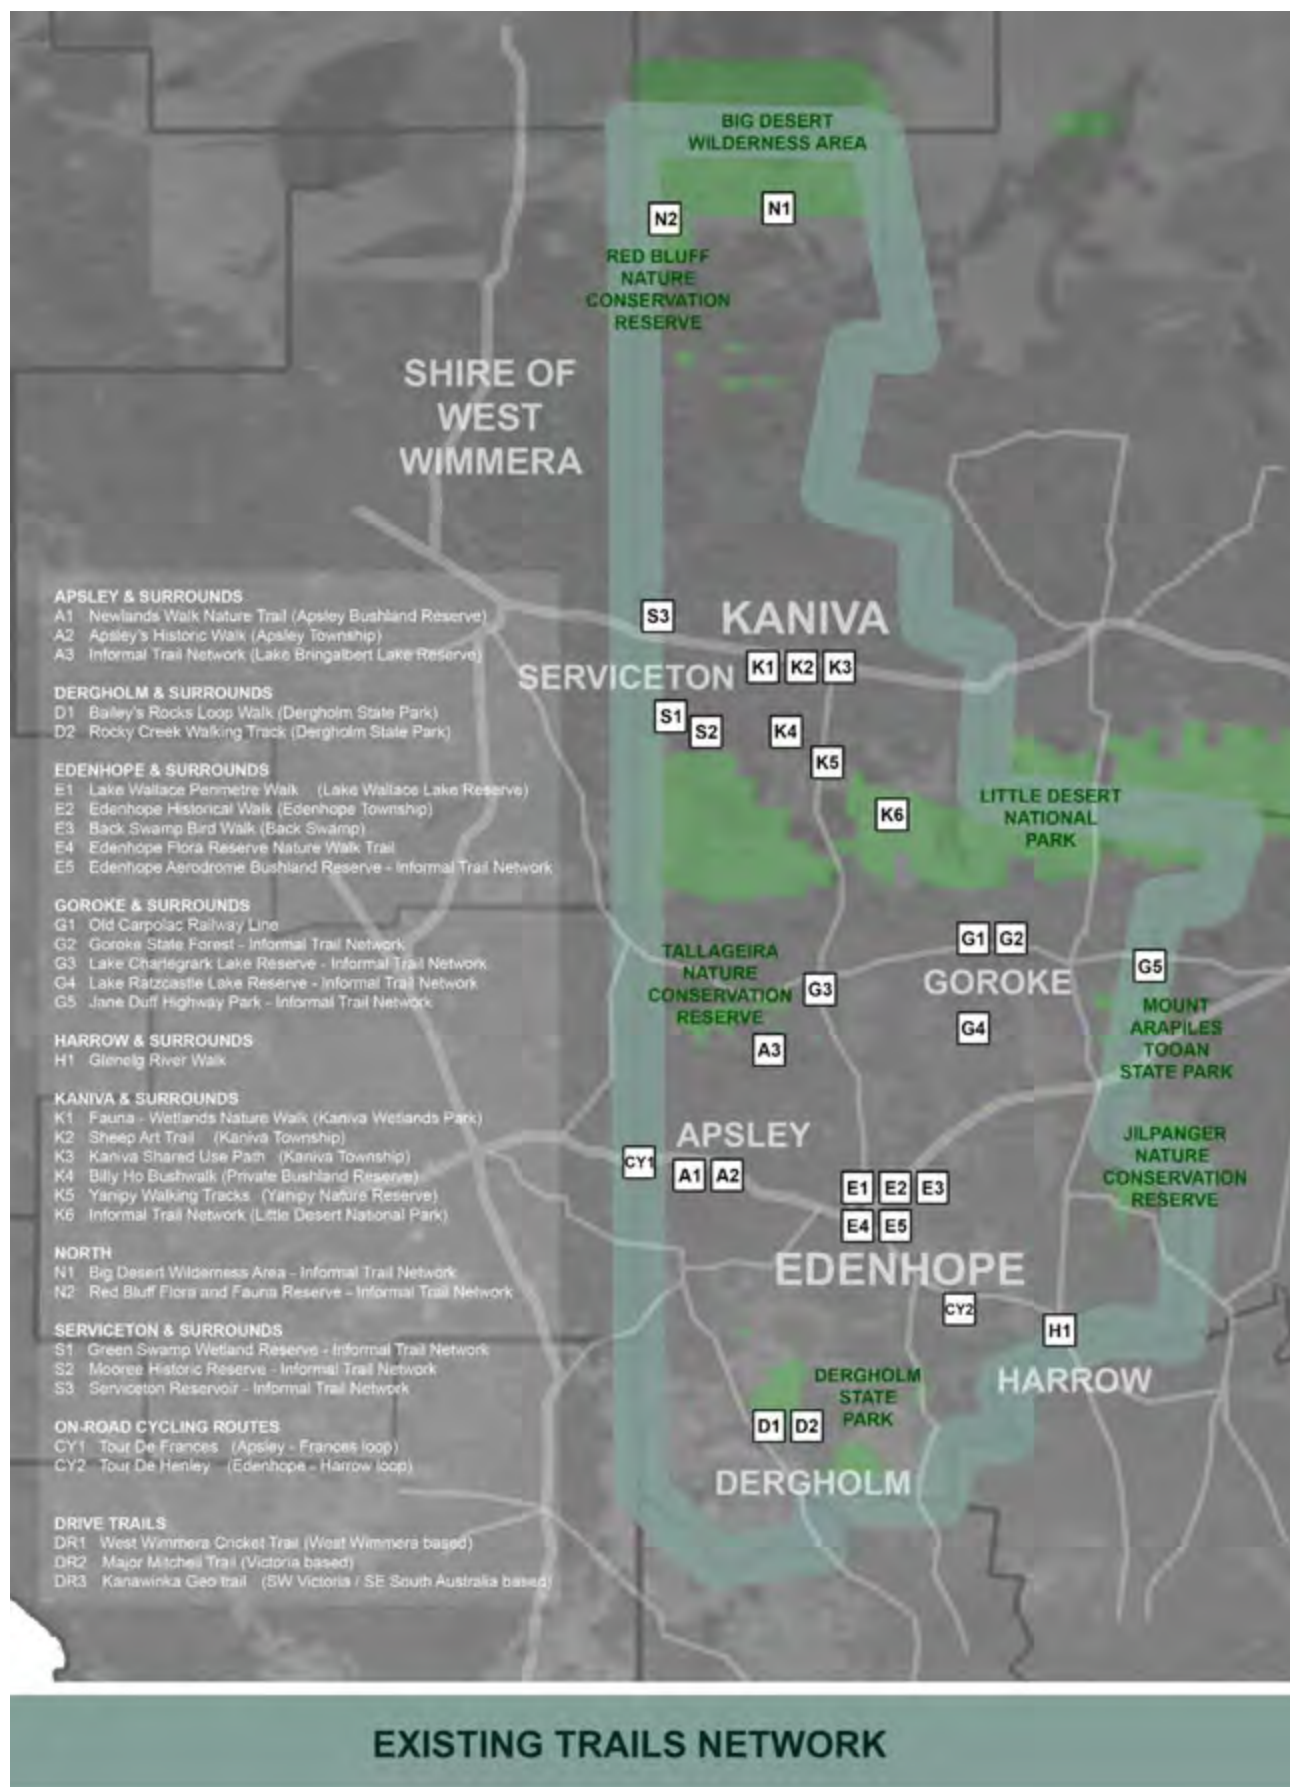 BIG DESERT
WILDERNESS AREA
N2
N1
RED BLUFF
NATURE
CONSERVATION
RESERVE
SHIRE OF
WEST
WIMMERA
S3
KANIVA
SERVICETON
K1 K2 K3
S1
S2
K4
K5
K6
LITTLE DESERT
NATIONAL
PARK
G1 G2
GOROKE
TALLAGEIRA
NATURE
CONSERVATION
RESERVE
G3
G5
G4
A3
MOUNT
ARAPILES
TOOAN
STATE PARK
APSLEY
CY1
A1 A2
JILPANGER
NATURE
CONSERVATION
RESERVE
E1 E2 E3
E4 E5
EDENHOPE
CY2
H1
HARROW
DERGHOLM
STATE
PARK
D1 D2
DERGHOLM
APSLEY & SURROUNDS
A1 Newlands Walk Nature Trail (Apsley Bushland Reserve)
A2 Apsley's Historic Walk (Apsley Township)
A3 Informal Trail Network (Lake Bringalbert Lake Reserve)
DERGHOLM & SURROUNDS
D1 Bailey's Rocks Loop Walk (Dergholm State Park)
D2 Rocky Creek Walking Track (Dergholm State Park)
EDENHOPE & SURROUNDS
E1 Lake Wallace Perimetre Walk (Lake Wallace Lake Reserve)
E2 Edenhope Historical Walk (Edenhope Township)
E3 Back Swamp Bird Walk (Back Swamp)
E4 Edenhope Flora Reserve Nature Walk Trail
E5 Edenhope Aerodrome Bushland Reserve - Informal Trail Network
GOROKE & SURROUNDS
G1 Old Carpolac Railway Line
G2 Goroke State Forest - Informal Trail Network
G3 Lake Charlegrark Lake Reserve - Informal Trail Network
G4 Lake Ratzcastle Lake Reserve - Informal Trail Network
G5 Jane Duff Highway Park - Informal Trail Network
HARROW & SURROUNDS
H1 Glenelg River Walk
KANIVA & SURROUNDS
K1 Fauna - Wetlands Nature Walk (Kaniva Wetlands Park)
K2 Sheep Art Trail (Kaniva Township)
K3 Kaniva Shared Use Path (Kaniva Township)
K4 Billy Ho Bushwalk (Private Bushland Reserve)
K5 Yanipy Walking Tracks (Yanipy Nature Reserve)
K6 Informal Trail Network (Little Desert National Park)
NORTH
N1 Big Desert Wilderness Area - Informal Trail Network
N2 Red Bluff Flora and Fauna Reserve - Informal Trail Network
SERVICETON & SURROUNDS
S1 Green Swamp Wetland Reserve - Informal Trail Network
S2 Mooree Historic Reserve - Informal Trail Network
S3 Serviceton Reservoir - Informal Trail Network
ON-ROAD CYCLING ROUTES
CY1 Tour De Frances (Apsley - Frances loop)
CY2 Tour De Henley (Edenhope - Harrow loop)
DRIVE TRAILS
DR1 West Wimmera Cricket Trail (West Wimmera based)
DR2 Major Mitchell Trail (Victoria based)
DR3 Kanawinka Geo trail (SW Victoria / SE South Australia based)
EXISTING TRAILS NETWORK